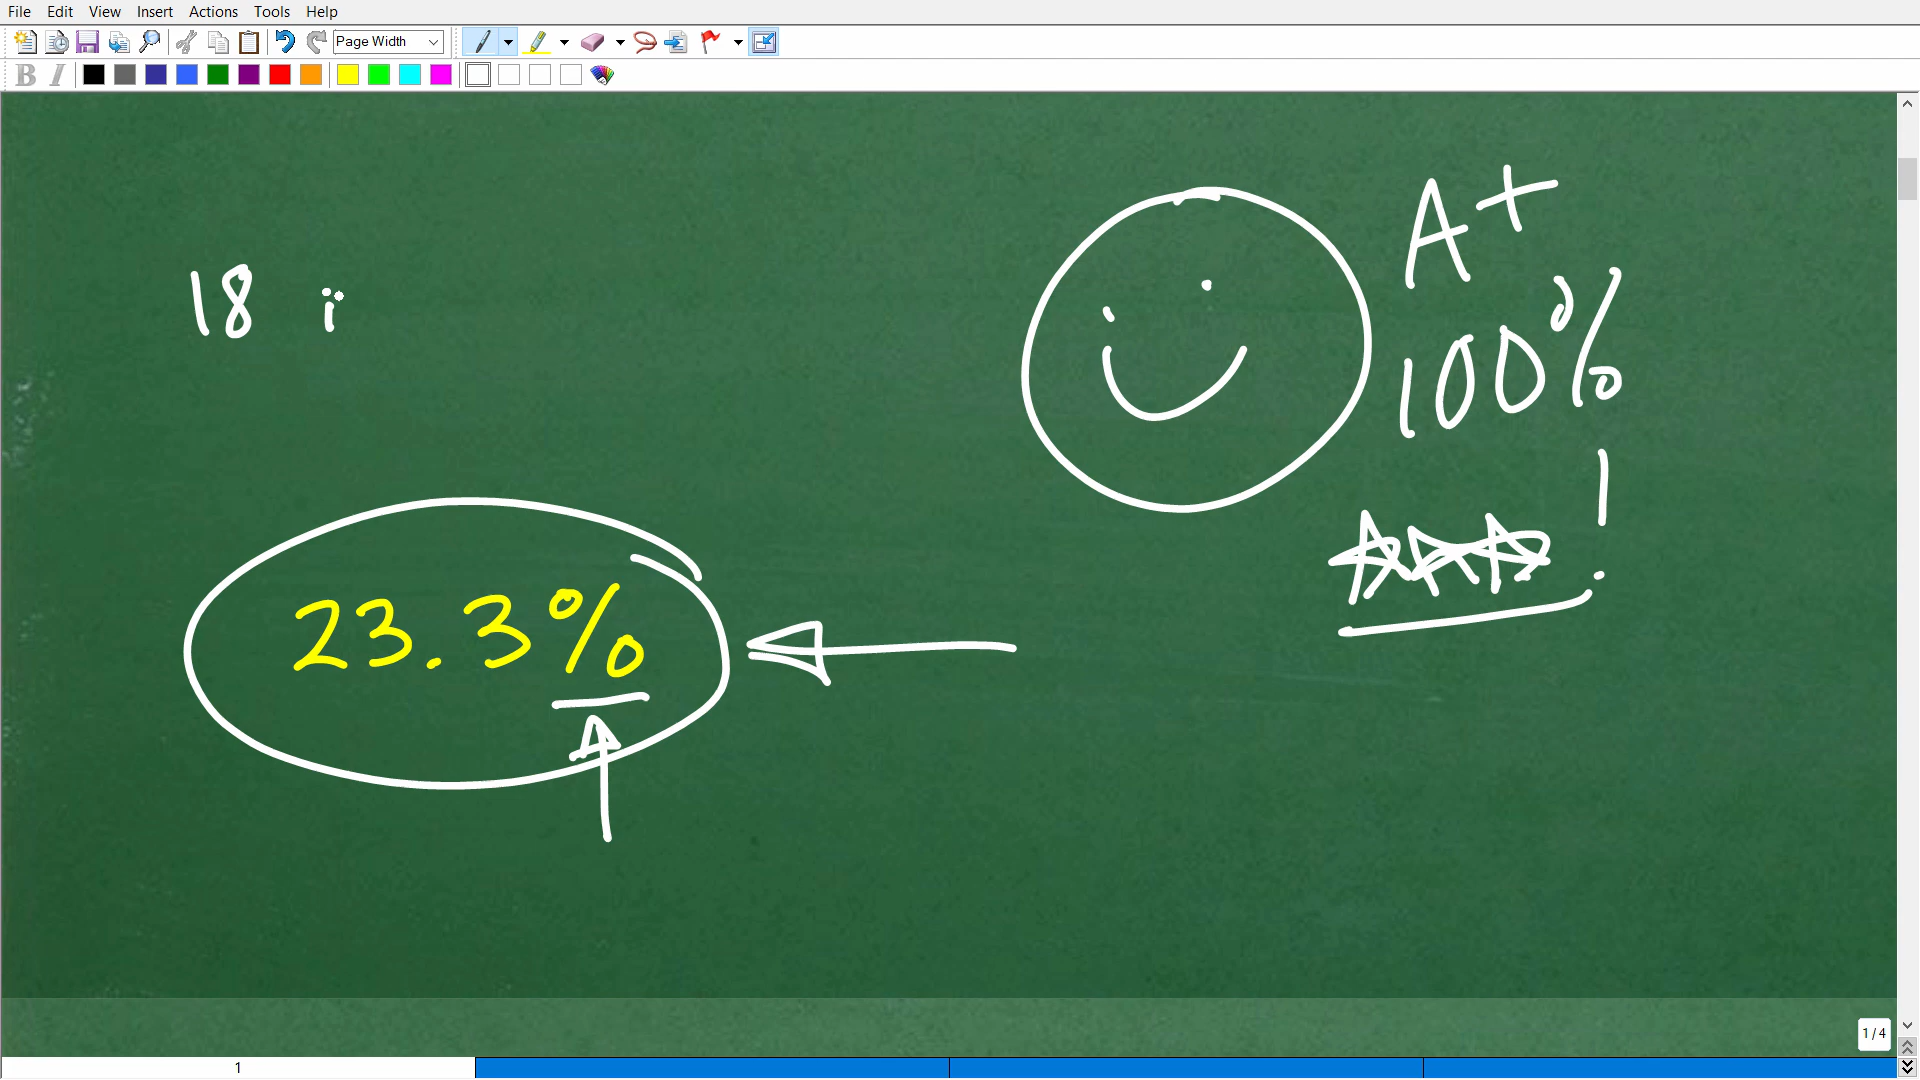 File Edit View Insert Actions Tools Help
Page Width
B I
18 i
A+
100%
!
23.3%
1 / 4
1